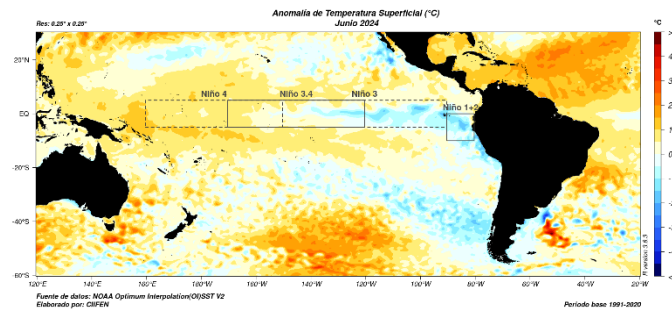 Anomalía de Temperatura Superficial (°C)
Junio 2024
Res: 0.25° x 0.25°
°C
20°N
EQ
20°S
40°S
60°S
Niño 4 Niño 3.4 Niño 3
Niño 1+2
120°E 140°E 160°E 180° 160°W 140°W 120°W 100°W 80°W 60°W 40°W 20°W
Fuente de datos: NOAA Optimum Interpolation(OI)SST V2
Elaborado por: CIIFEN
Periodo base 1991-2020